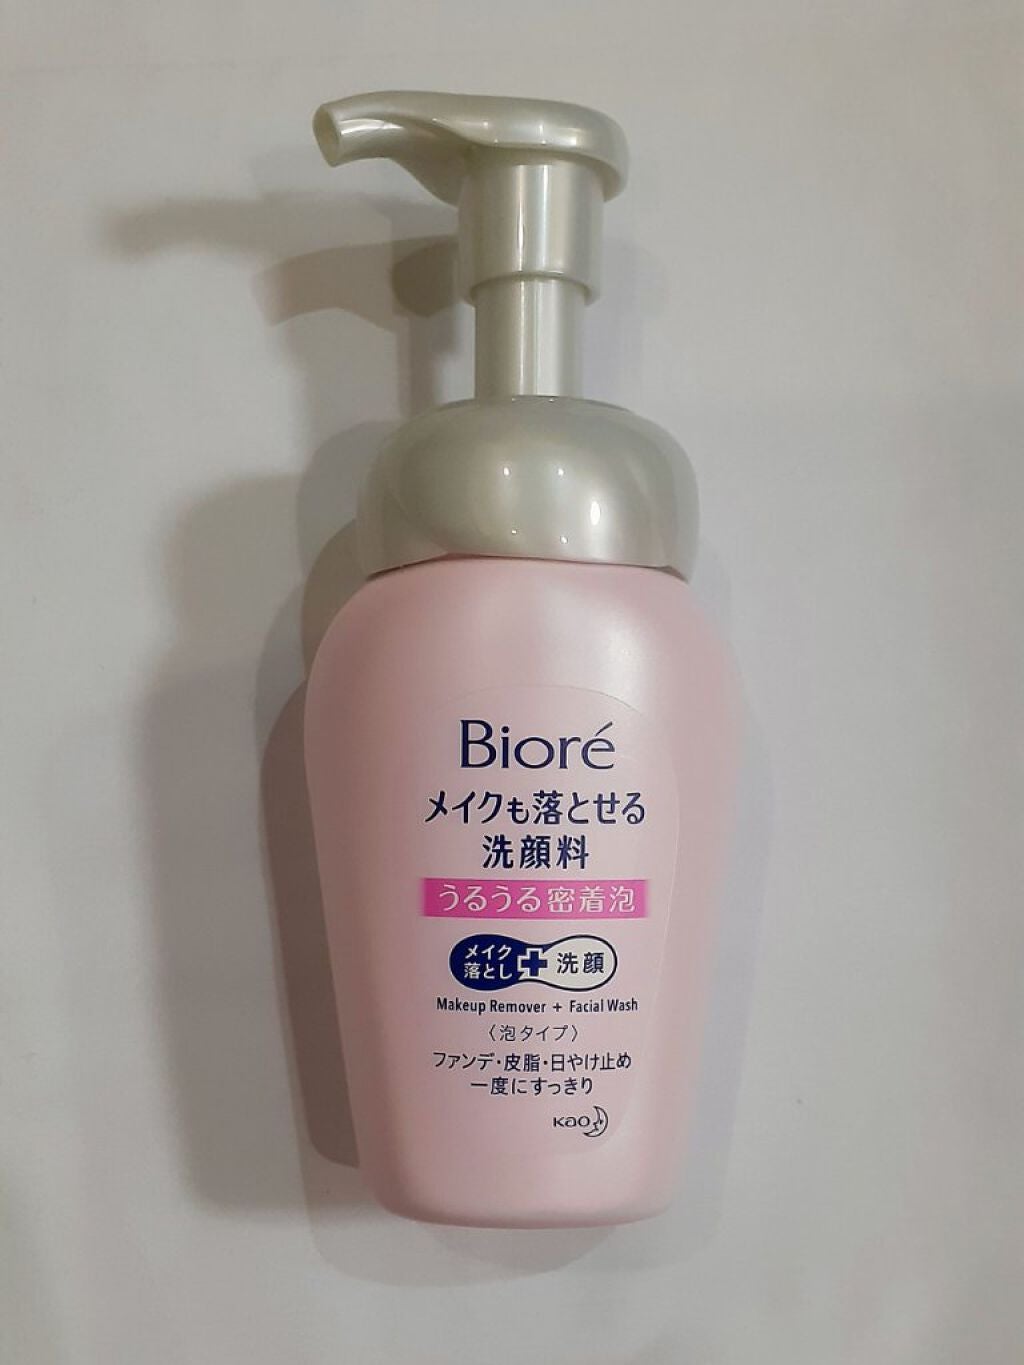 Bioré
メイクも落とせる
洗顔料
うるうる密着泡
メイク
落とし
洗顔
Makeup Remover + Facial Wash
〈泡タイプ〉
ファンデ・皮脂・日やけ止め
一度にすっきり
Kao